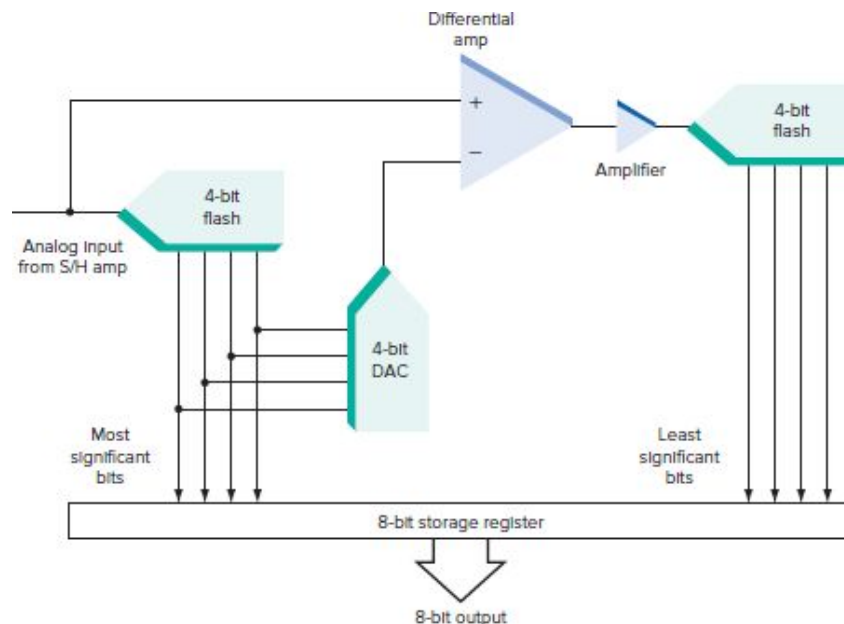 Differential
amp
+
−
4-bit
flash
Amplifier
4-bit
flash
Analog input
from S/H amp
4-bit
DAC
Most
significant
bits
Least
significant
bits
8-bit storage register
8-bit output